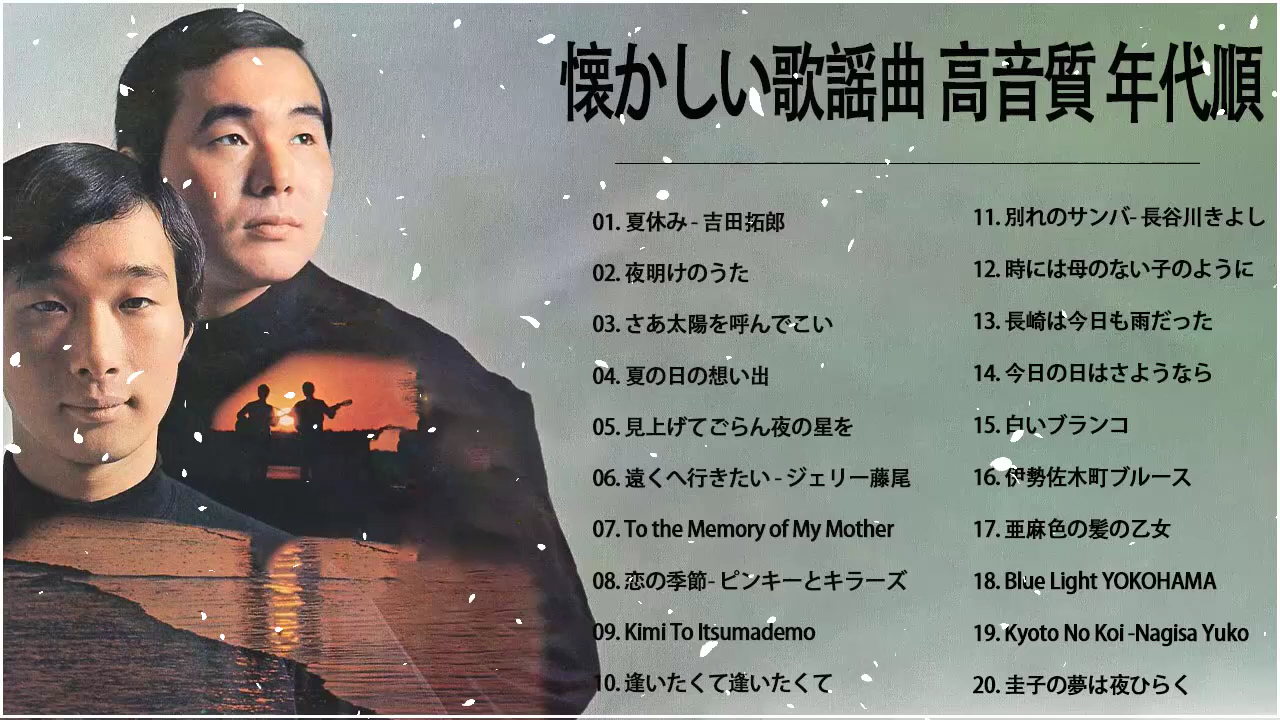 懐かしい歌謡曲 高音質 年代順
01. 夏休み - 吉田拓郎
02. 夜明けのうた
03. さあ太陽を呼んでこい
04. 夏の日の想い出
05. 見上げてごらん夜の星を
06. 遠くへ行きたい - ジェリー藤尾
07. To the Memory of My Mother
08. 恋の季節- ピンキーとキラーズ
09. Kimi To Itsumademo
10. 逢いたくて逢いたくて
11. 別れのサンバ- 長谷川きよし
12. 時には母のない子のように
13. 長崎は今日も雨だった
14. 今日の日はさようなら
15. 白いブランコ
16. 伊勢佐木町ブルース
17. 亜麻色の髪の乙女
18. Blue Light YOKOHAMA
19. Kyoto No Koi -Nagisa Yuko
20. 圭子の夢は夜ひらく